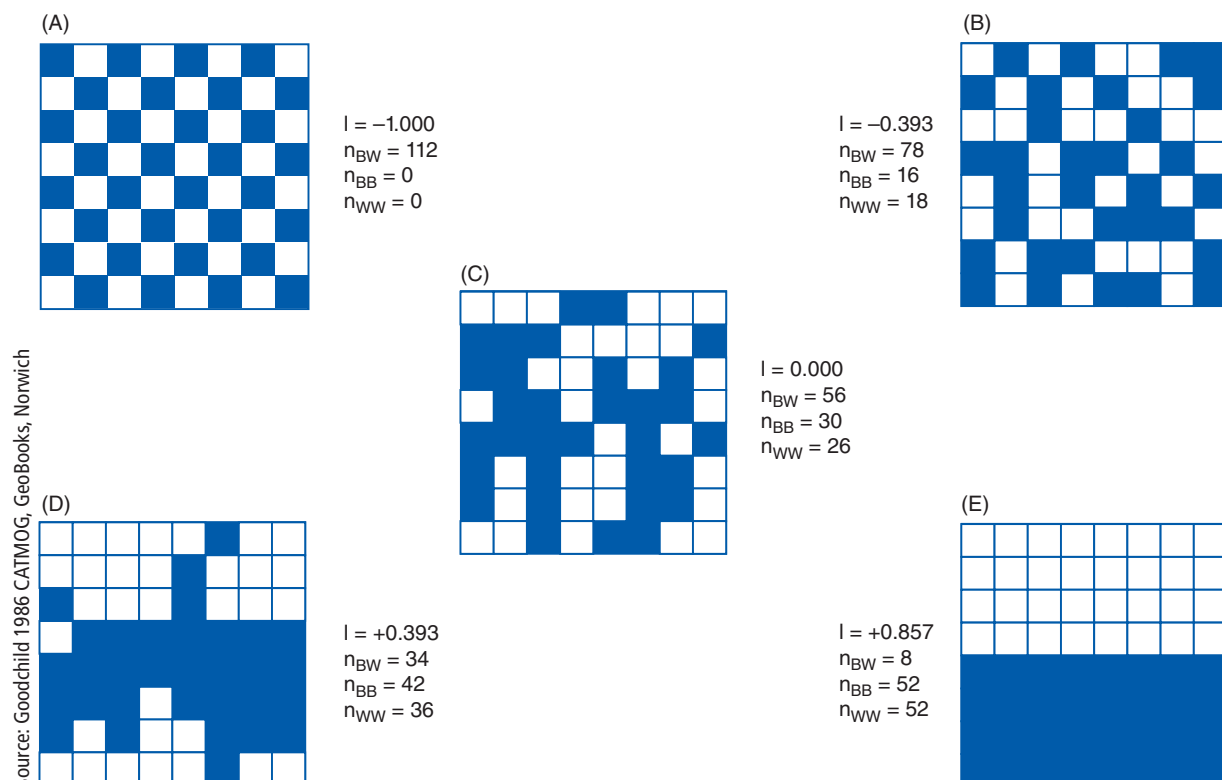 (A)
I = –1.000
nBW = 112
nBB = 0
nWW = 0
(B)
I = –0.393
nBW = 78
nBB = 16
nWW = 18
(C)
I = 0.000
nBW = 56
nBB = 30
nWW = 26
(D)
I = +0.393
nBW = 34
nBB = 42
nWW = 36
(E)
I = +0.857
nBW = 8
nBB = 52
nWW = 52
ource: Goodchild 1986 CATMOG, GeoBooks, Norwich